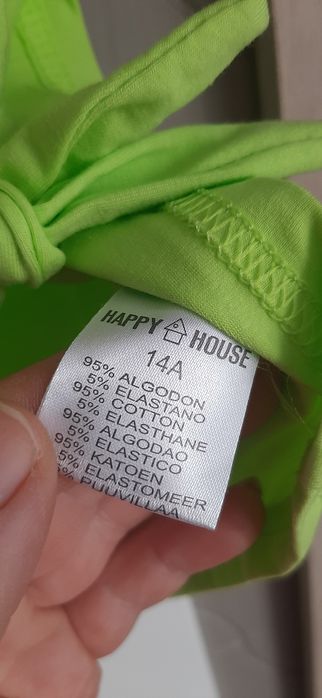 HAPPY HOUSE
14A
95% ALGODON
5% ELASTANO
95% COTTON
5% ELASTHANE
95% ALGODAO
5% ELASTICO
95% KATOEN
5% ELASTOMEER
% PUUVILLAA